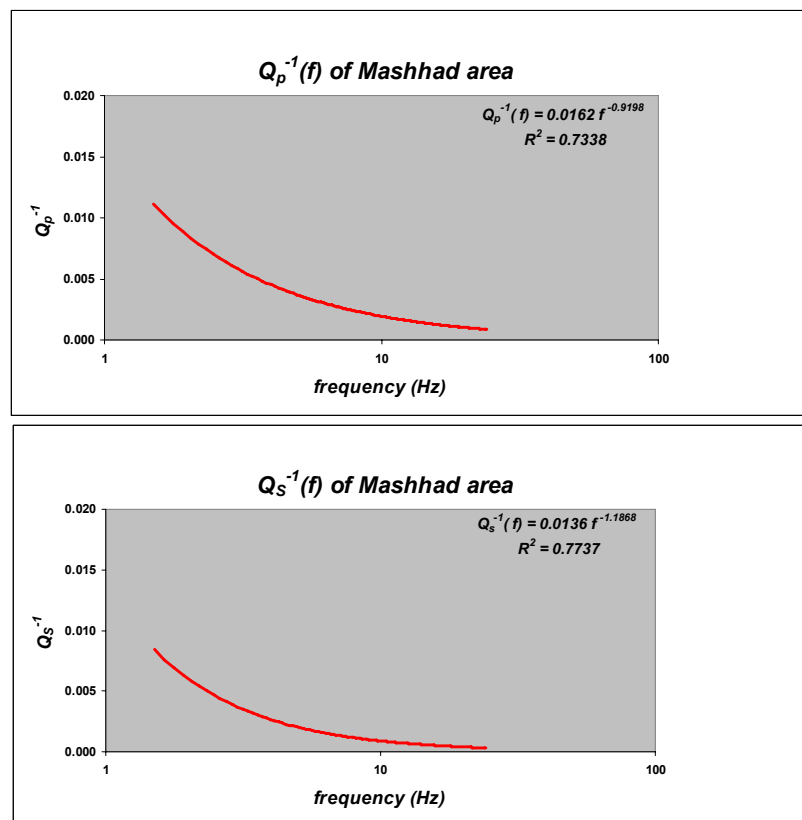 Qp⁻¹(f) of Mashhad area
Qp⁻¹( f) = 0.0162 f ⁻⁰·⁹¹⁹⁸
R² = 0.7338
0.020
0.015
0.010
0.005
0.000
Qp⁻¹
1 10 100
frequency (Hz)
QS⁻¹(f) of Mashhad area
Qs⁻¹( f) = 0.0136 f ⁻¹·¹⁸⁶⁸
R² = 0.7737
0.020
0.015
0.010
0.005
0.000
QS⁻¹
1 10 100
frequency (Hz)